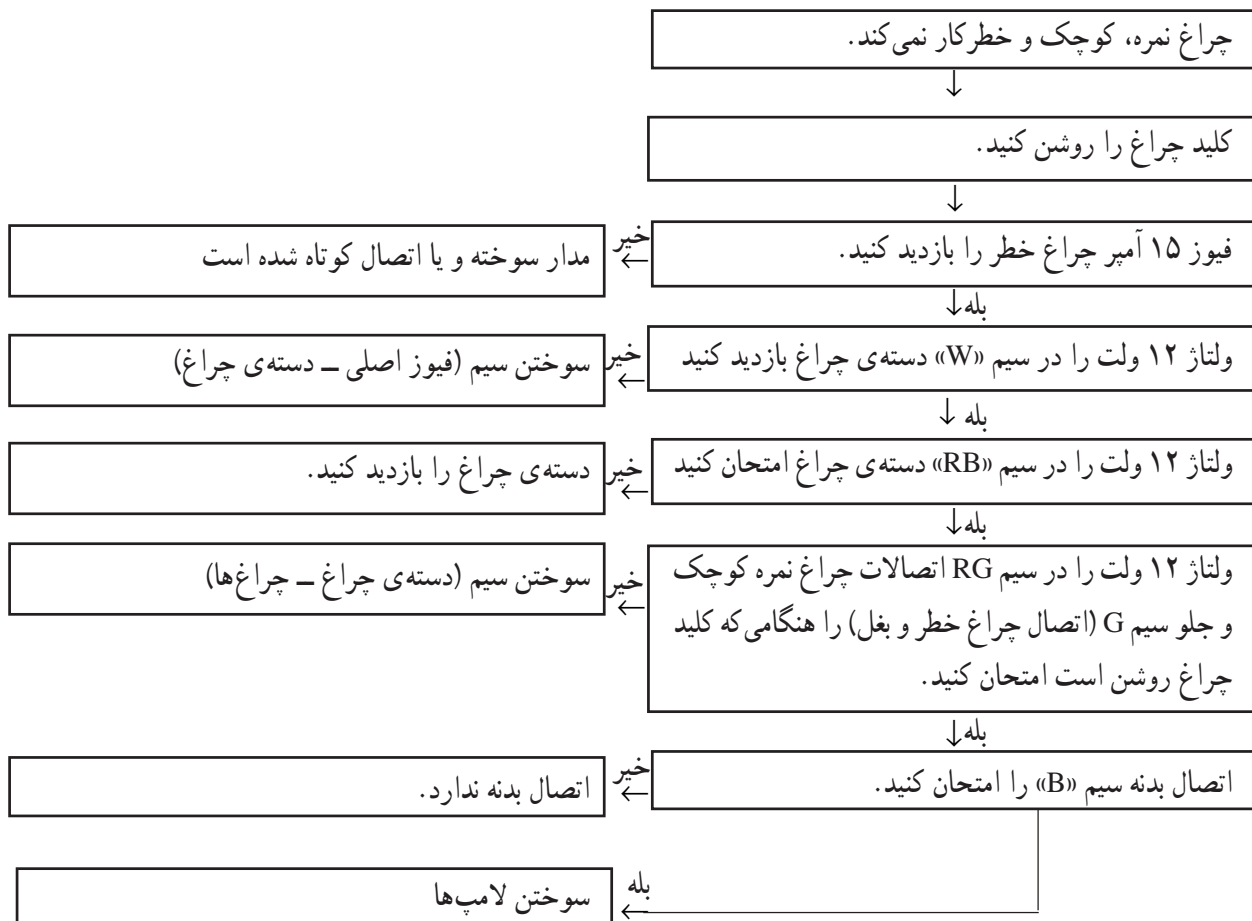 چراغ نمره، کوچک و خطرکار نمی‌کند.
↓
کلید چراغ را روشن کنید.
↓
فیوز ۱۵ آمپر چراغ خطر را بازدید کنید.
خیر
←
مدار سوخته و یا اتصال کوتاه شده است
بله↓
ولتاژ ۱۲ ولت را در سیم «W» دسته‌ی چراغ بازدید کنید
خیر
←
سوختن سیم (فیوز اصلی ــ دسته‌ی چراغ)
بله ↓
ولتاژ ۱۲ ولت را در سیم «RB» دسته‌ی چراغ امتحان کنید
خیر
←
دسته‌ی چراغ را بازدید کنید.
بله↓
ولتاژ ۱۲ ولت را در سیم RG اتصالات چراغ نمره کوچک
و جلو سیم G (اتصال چراغ خطر و بغل) را هنگامی‌که کلید
چراغ روشن است امتحان کنید.
خیر
←
سوختن سیم (دسته‌ی چراغ ــ چراغ‌ها)
بله↓
اتصال بدنه سیم «B» را امتحان کنید.
خیر
←
اتصال بدنه ندارد.
بله
←
سوختن لامپ‌ها